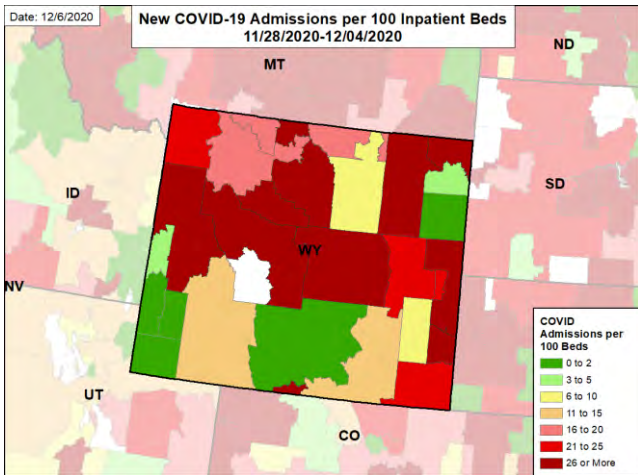 Date: 12/6/2020
New COVID-19 Admissions per 100 Inpatient Beds
11/28/2020-12/04/2020
ND
MT
ID
SD
WY
NV
UT
CO
COVID
Admissions per
100 Beds
0 to 2
3 to 5
6 to 10
11 to 15
16 to 20
21 to 25
26 or More